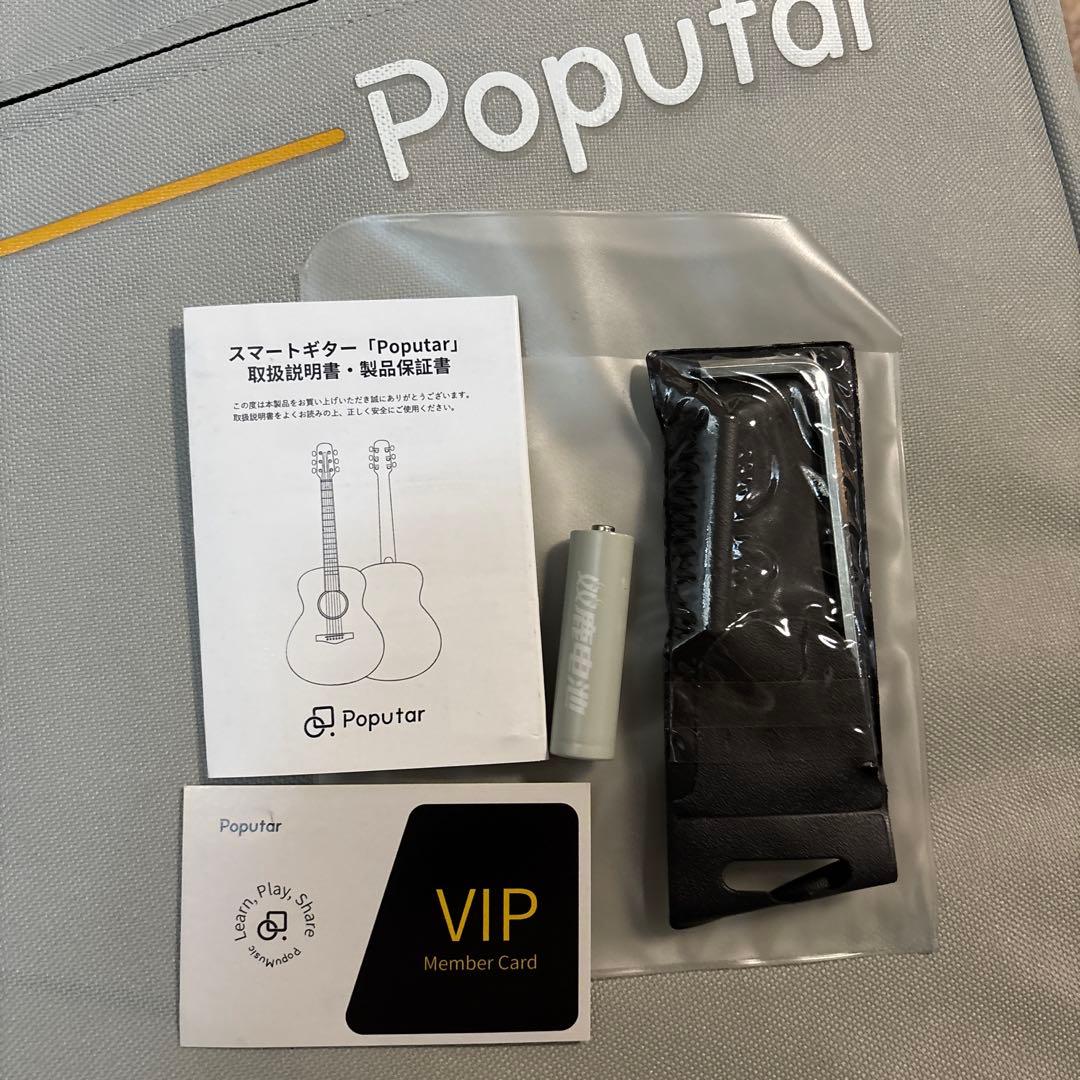 Poputar
スマートギター「Poputar」
取扱説明書・製品保証書
この度は本製品をお買い上げいただき誠にありがとうございます。
取扱説明書をよくお読みの上、正しく安全にご使用ください。
Poputar
双鹿电池
Poputar
Learn, Play, Share
PopuMusic
VIP
Member Card